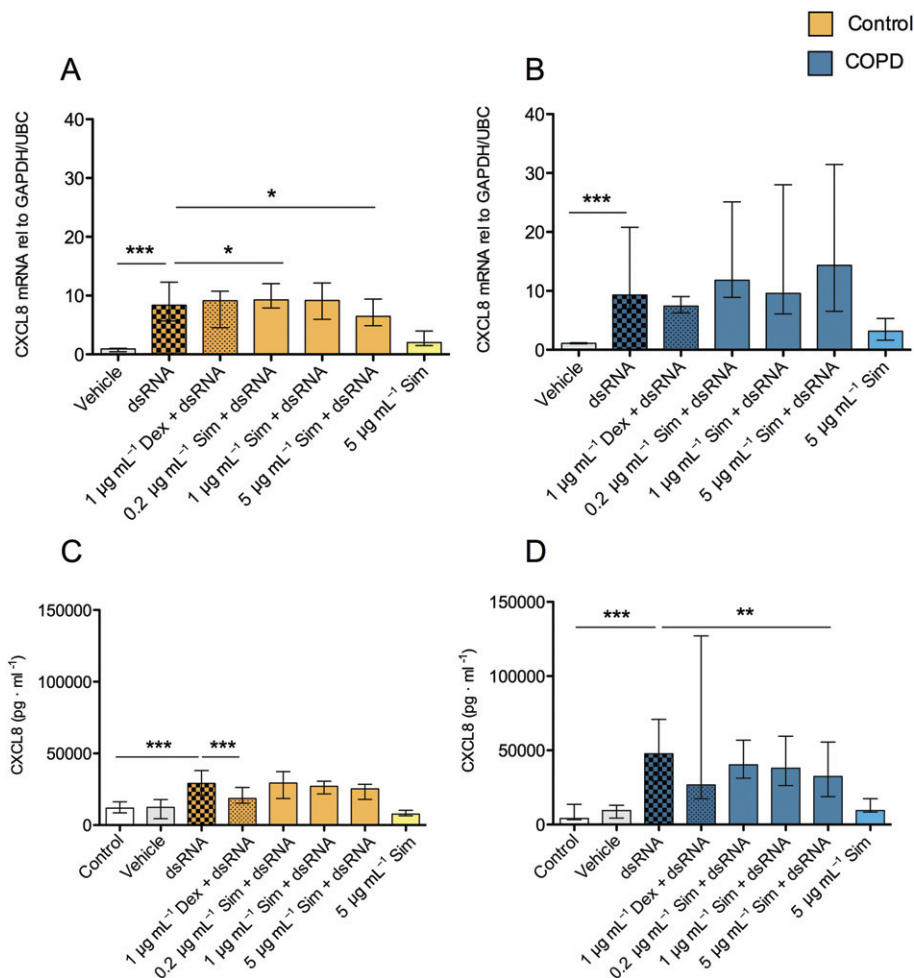 Control
COPD
A
CXCL8 mRNA rel to GAPDH/UBC
40
30
20
10
0
***
*
*
Vehicle
dsRNA
1 µg mL⁻¹ Dex + dsRNA
0.2 µg mL⁻¹ Sim + dsRNA
1 µg mL⁻¹ Sim + dsRNA
5 µg mL⁻¹ Sim + dsRNA
5 µg mL⁻¹ Sim
B
CXCL8 mRNA rel to GAPDH/UBC
40
30
20
10
0
***
Vehicle
dsRNA
1 µg mL⁻¹ Dex + dsRNA
0.2 µg mL⁻¹ Sim + dsRNA
1 µg mL⁻¹ Sim + dsRNA
5 µg mL⁻¹ Sim + dsRNA
5 µg mL⁻¹ Sim
C
CXCL8 (pg · ml⁻¹)
150000
100000
50000
0
***
***
Control
Vehicle
dsRNA
1 µg mL⁻¹ Dex + dsRNA
0.2 µg mL⁻¹ Sim + dsRNA
1 µg mL⁻¹ Sim + dsRNA
5 µg mL⁻¹ Sim + dsRNA
5 µg mL⁻¹ Sim
D
CXCL8 (pg · ml⁻¹)
150000
100000
50000
0
***
**
Control
Vehicle
dsRNA
1 µg mL⁻¹ Dex + dsRNA
0.2 µg mL⁻¹ Sim + dsRNA
1 µg mL⁻¹ Sim + dsRNA
5 µg mL⁻¹ Sim + dsRNA
5 µg mL⁻¹ Sim